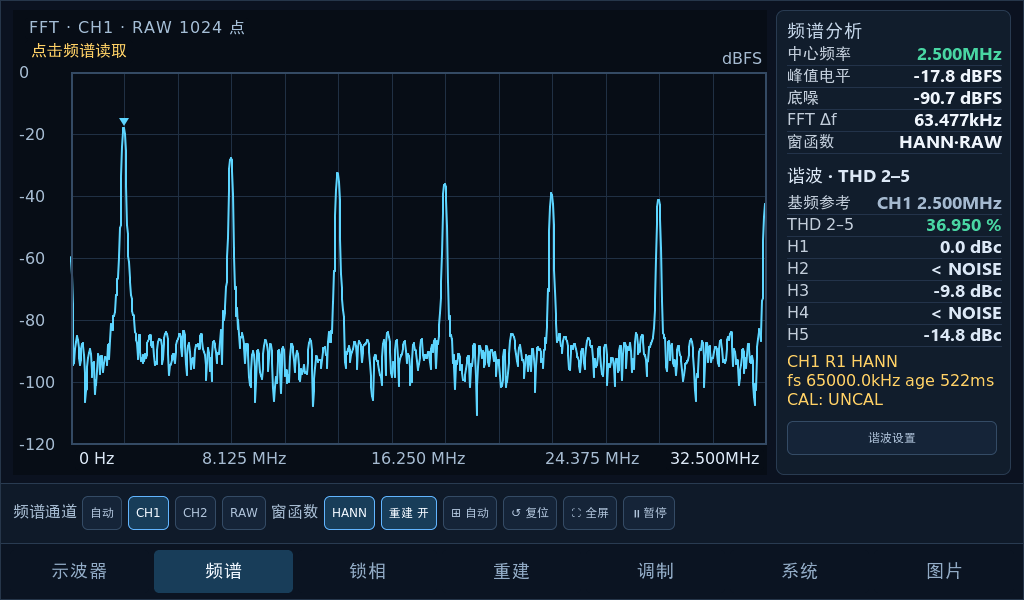 FFT · CH1 · RAW 1024 点
点击频谱读取
dBFS
0
-20
-40
-60
-80
-100
-120
0 Hz 8.125 MHz 16.250 MHz 24.375 MHz 32.500MHz
频谱分析
中心频率 2.500MHz
峰值电平 -17.8 dBFS
底噪 -90.7 dBFS
FFT Δf 63.477kHz
窗函数 HANN·RAW
谐波 · THD 2–5
基频参考 CH1 2.500MHz
THD 2–5 36.950 %
H1 0.0 dBc
H2 < NOISE
H3 -9.8 dBc
H4 < NOISE
H5 -14.8 dBc
CH1 R1 HANN
fs 65000.0kHz age 522ms
CAL: UNCAL
谐波设置
频谱通道 自动 CH1 CH2 RAW 窗函数 HANN 重建 开 ⊞ 自动 ↺ 复位 ⛶ 全屏 ⏸暂停
示波器 频谱 锁相 重建 调制 系统 图片